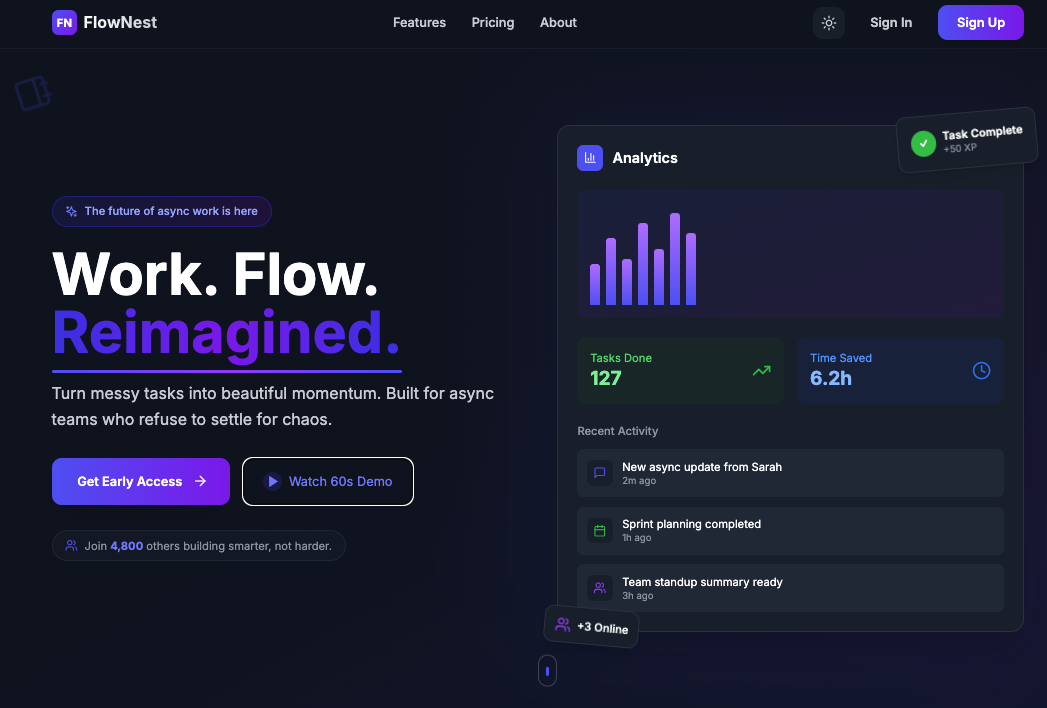 FN FlowNest
Features Pricing About
Sign In
Sign Up
The future of async work is here
Work. Flow.
Reimagined.
Turn messy tasks into beautiful momentum. Built for async
teams who refuse to settle for chaos.
Get Early Access
Watch 60s Demo
Join 4,800 others building smarter, not harder.
Analytics
Task Complete
+50 XP
Tasks Done
127
Time Saved
6.2h
Recent Activity
New async update from Sarah
2m ago
Sprint planning completed
1h ago
Team standup summary ready
3h ago
+3 Online